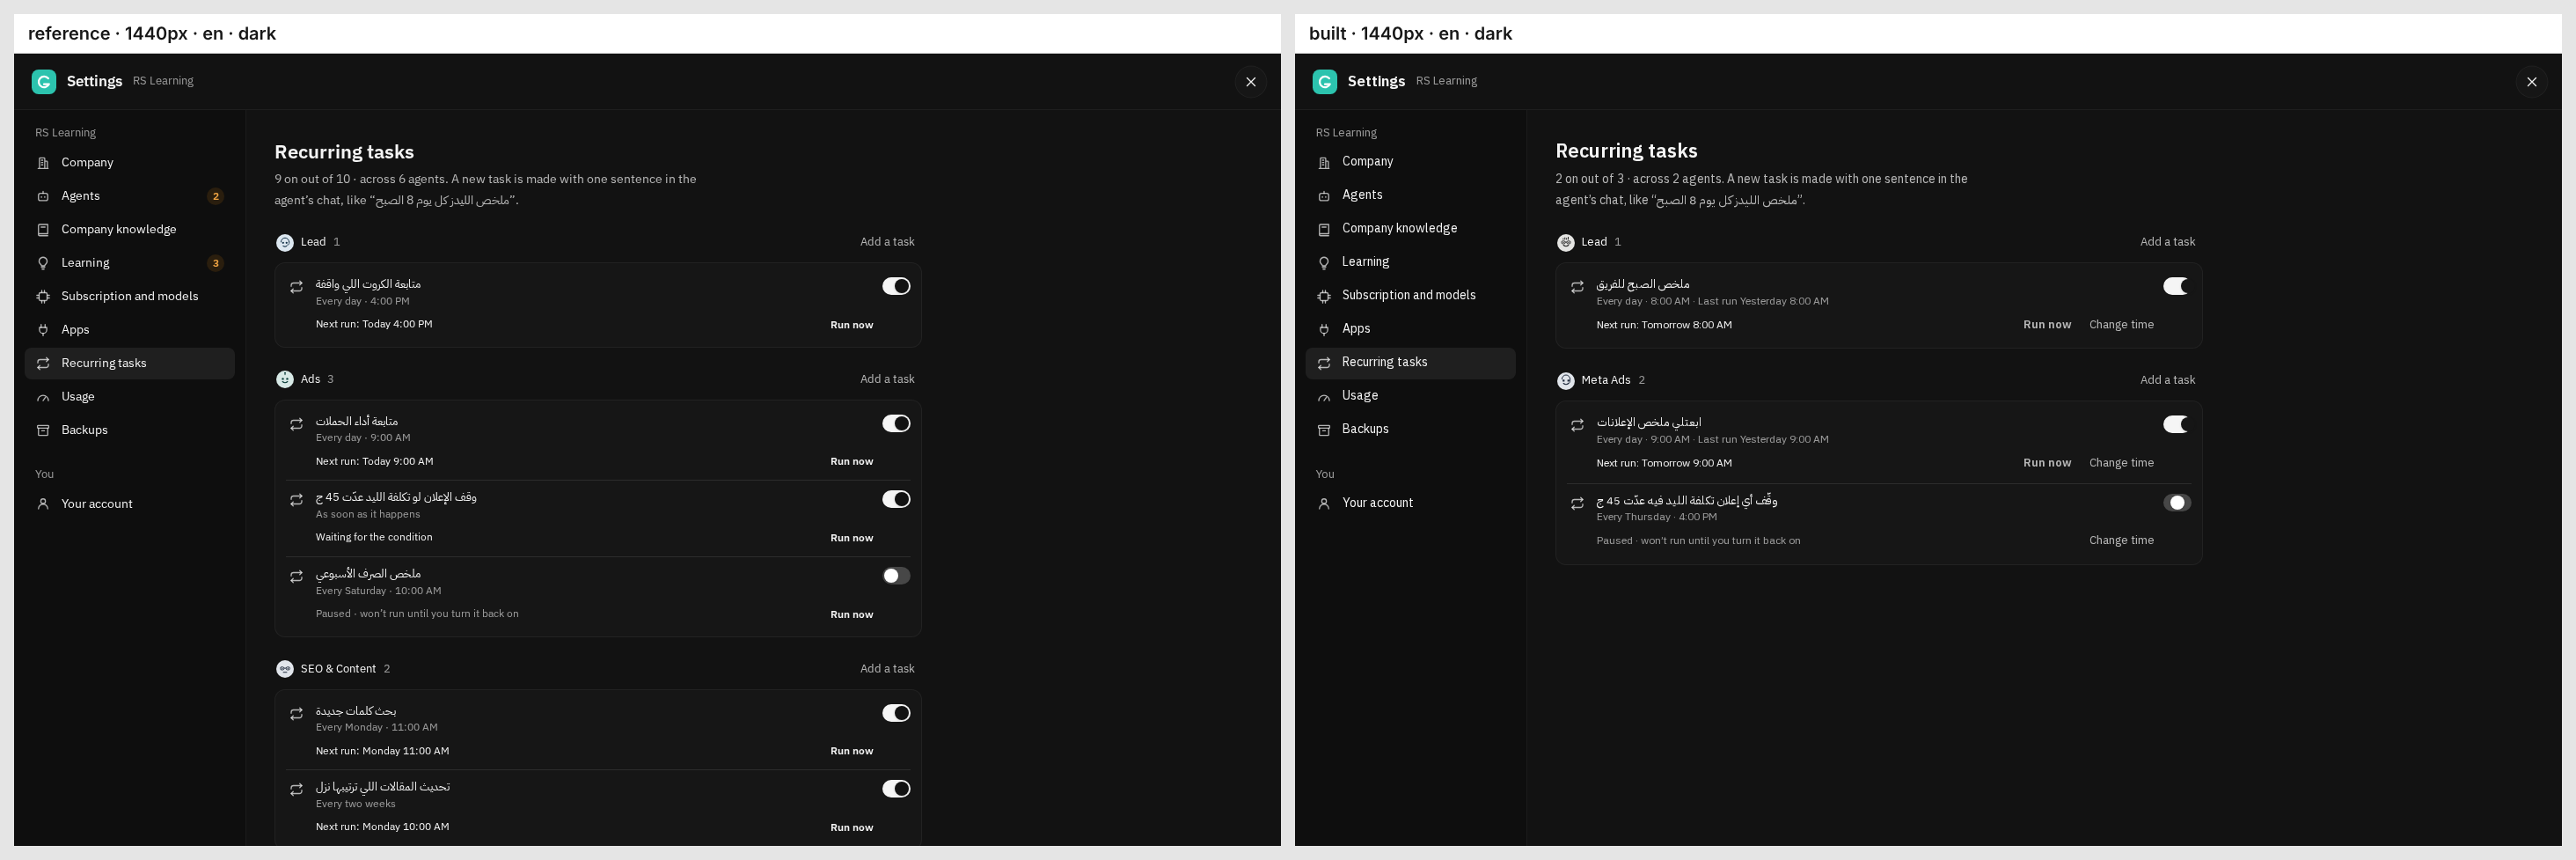 reference · 1440px · en · dark
G Settings RS Learning
RS Learning
Company
Agents 2
Company knowledge
Learning 3
Subscription and models
Apps
Recurring tasks
Usage
Backups
You
Your account
Recurring tasks
9 on out of 10 · across 6 agents. A new task is made with one sentence in the
agent’s chat, like “ملخص الليدز كل يوم 8 الصبح”.
Lead 1 Add a task
متابعة الكروت اللي واقفة
Every day · 4:00 PM
Next run: Today 4:00 PM Run now
Ads 3 Add a task
متابعة أداء الحملات
Every day · 9:00 AM
Next run: Today 9:00 AM Run now
وقف الإعلان لو تكلفة الليد عدّت 45 ج
As soon as it happens
Waiting for the condition Run now
ملخص الصرف الأسبوعي
Every Saturday · 10:00 AM
Paused · won’t run until you turn it back on Run now
SEO & Content 2 Add a task
بحث كلمات جديدة
Every Monday · 11:00 AM
Next run: Monday 11:00 AM Run now
تحديث المقالات اللي ترتيبها نزل
Every two weeks
Next run: Monday 10:00 AM Run now
built · 1440px · en · dark
G Settings RS Learning
RS Learning
Company
Agents
Company knowledge
Learning
Subscription and models
Apps
Recurring tasks
Usage
Backups
You
Your account
Recurring tasks
2 on out of 3 · across 2 agents. A new task is made with one sentence in the
agent’s chat, like “ملخص الليدز كل يوم 8 الصبح”.
Lead 1 Add a task
ملخص الصبح للفريق
Every day · 8:00 AM · Last run Yesterday 8:00 AM
Next run: Tomorrow 8:00 AM Run now Change time
Meta Ads 2 Add a task
ابعتلي ملخص الإعلانات
Every day · 9:00 AM · Last run Yesterday 9:00 AM
Next run: Tomorrow 9:00 AM Run now Change time
وقّف أي إعلان تكلفة الليد فيه عدّت 45 ج
Every Thursday · 4:00 PM
Paused · won’t run until you turn it back on Change time